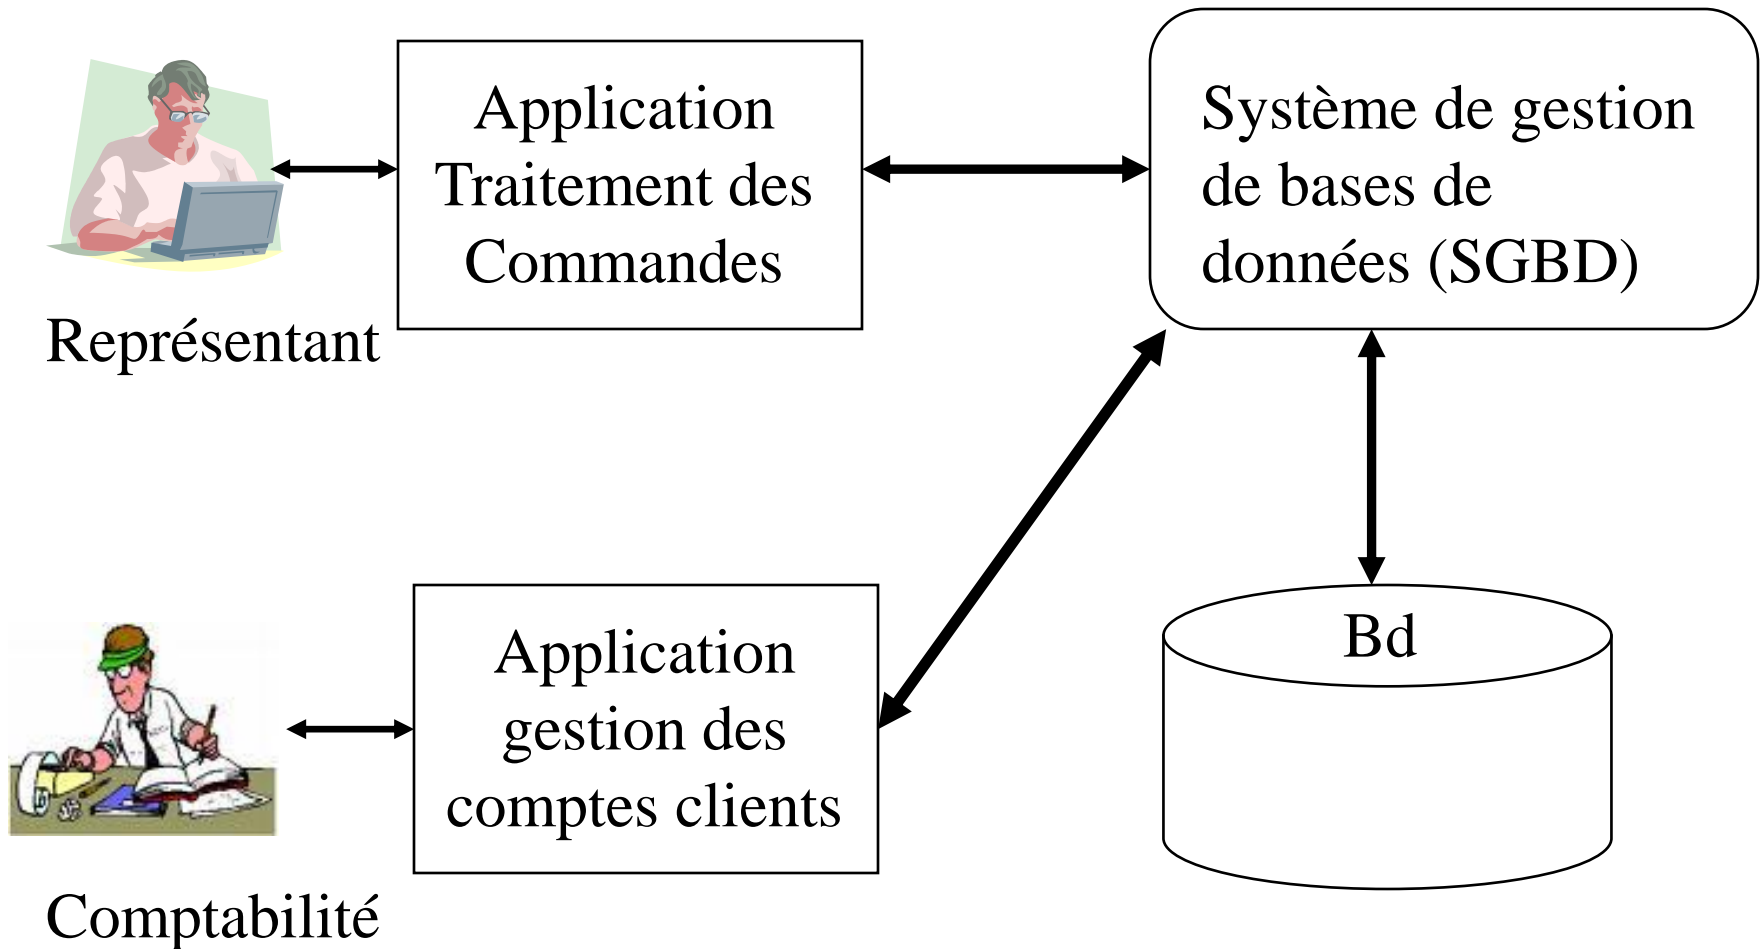 Application
Traitement des
Commandes
Système de gestion
de bases de
données (SGBD)
Représentant
Application
gestion des
comptes clients
Bd
Comptabilité